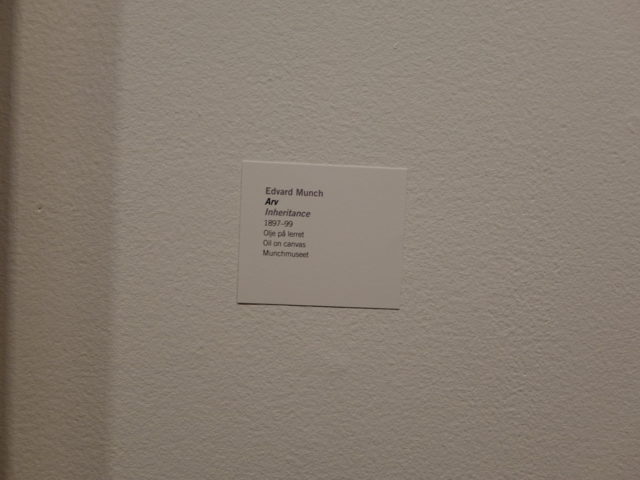 Edvard Munch
Arv
Inheritance
1897–99
Olje på lerret
Oil on canvas
Munchmuseet